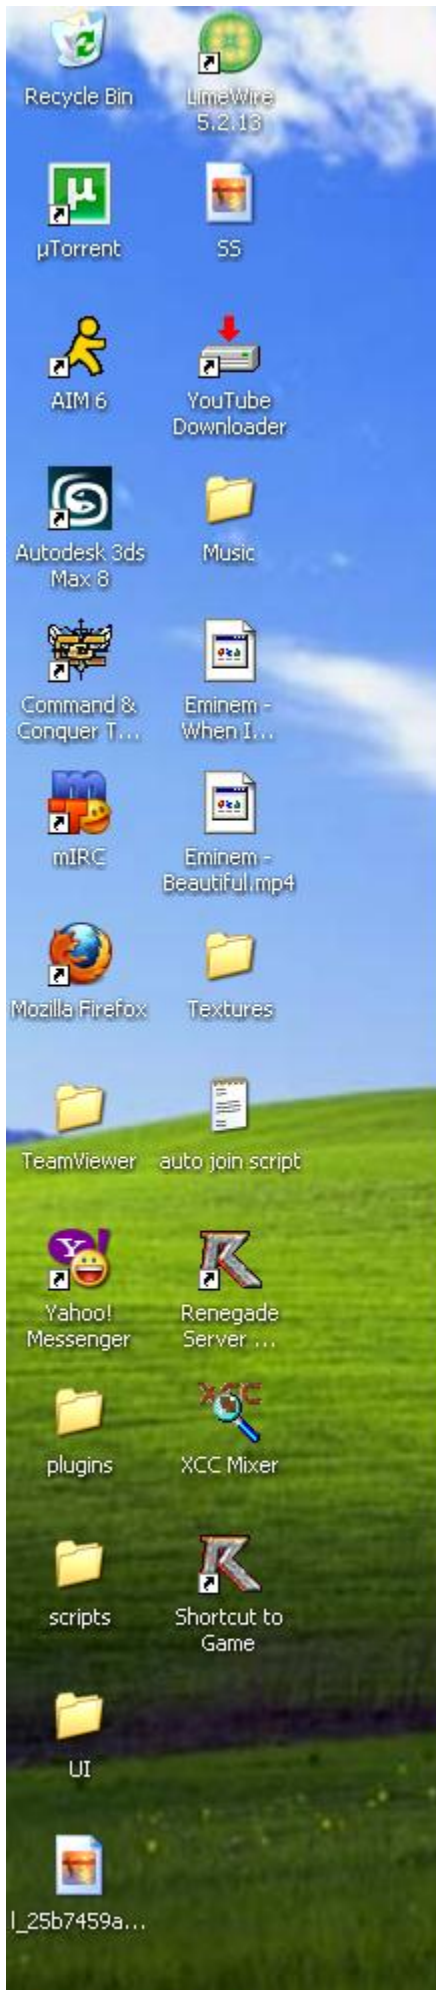 Recycle Bin
LimeWire
5.2.13
µTorrent
SS
AIM 6
YouTube
Downloader
Autodesk 3ds
Max 8
Music
Command &
Conquer T...
Eminem -
When I...
mIRC
Eminem -
Beautiful.mp4
Mozilla Firefox
Textures
TeamViewer
auto join script
Yahoo!
Messenger
Renegade
Server ...
plugins
XCC Mixer
scripts
Shortcut to
Game
UI
l_25b7459a...